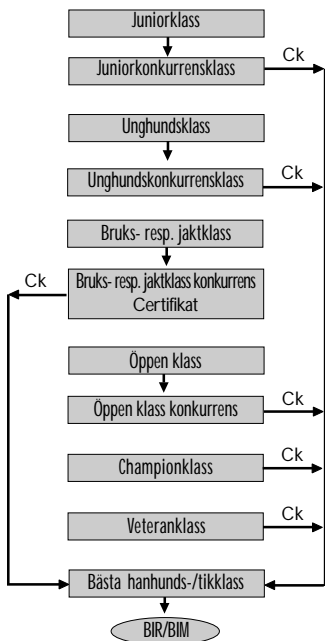 Juniorklass
Juniorkonkurrensklass
Ck
Unghundsklass
Unghundskonkurrensklass
Ck
Bruks- resp. jaktklass
Ck
Bruks- resp. jaktklass konkurrens
Certifikat
Öppen klass
Öppen klass konkurrens
Ck
Championklass
Ck
Veteranklass
Ck
Bästa hanhunds-/tikklass
BIR/BIM